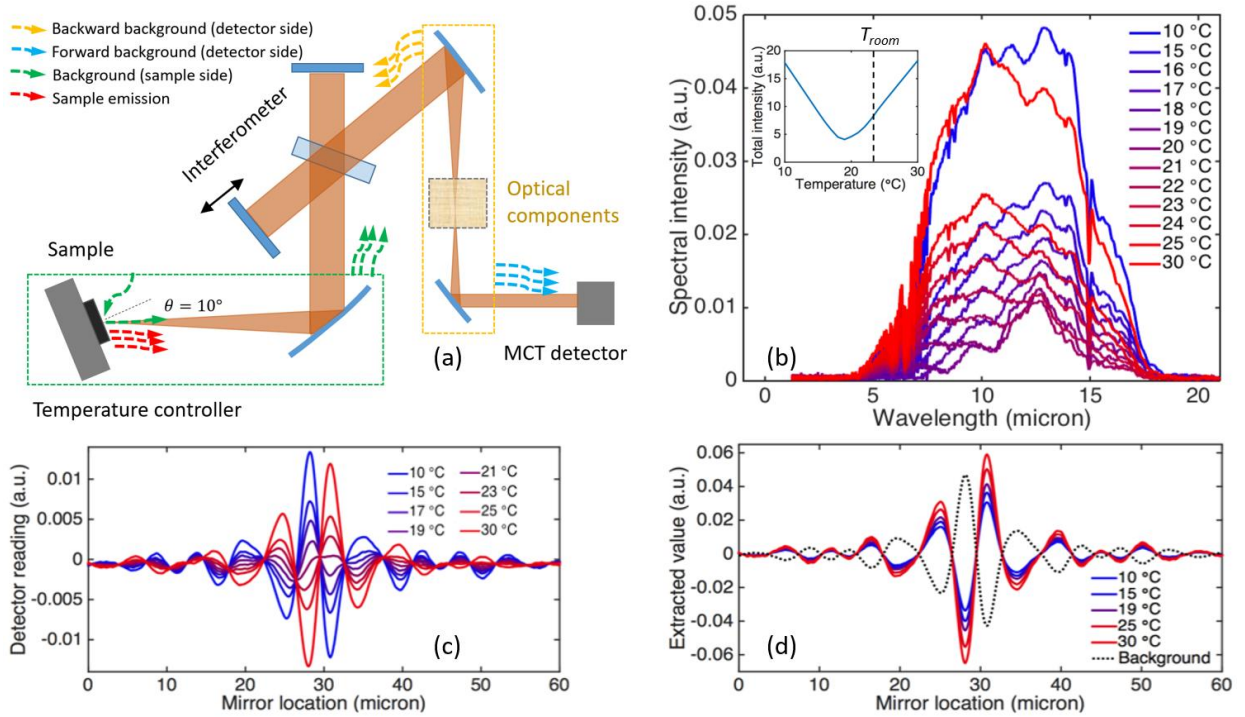 Backward background (detector side)
Forward background (detector side)
Background (sample side)
Sample emission
Interferometer
Optical
components
Sample
θ = 10°
(a)
MCT detector
Temperature controller
0.05
0.04
0.03
0.02
0.01
0
Spectral intensity (a.u.)
0
5
10
15
20
Wavelength (micron)
(b)
T_room
20
15
10
5
0
Total intensity (a.u.)
10
20
30
Temperature (°C)
10 °C
15 °C
16 °C
17 °C
18 °C
19 °C
20 °C
21 °C
22 °C
23 °C
24 °C
25 °C
30 °C
0.01
0.005
0
-0.005
-0.01
Detector reading (a.u.)
10 °C
15 °C
17 °C
19 °C
21 °C
23 °C
25 °C
30 °C
(c)
0
10
20
30
40
50
60
Mirror location (micron)
0.06
0.04
0.02
0
-0.02
-0.04
-0.06
Extracted value (a.u.)
10 °C
15 °C
19 °C
25 °C
30 °C
Background
(d)
0
10
20
30
40
50
60
Mirror location (micron)